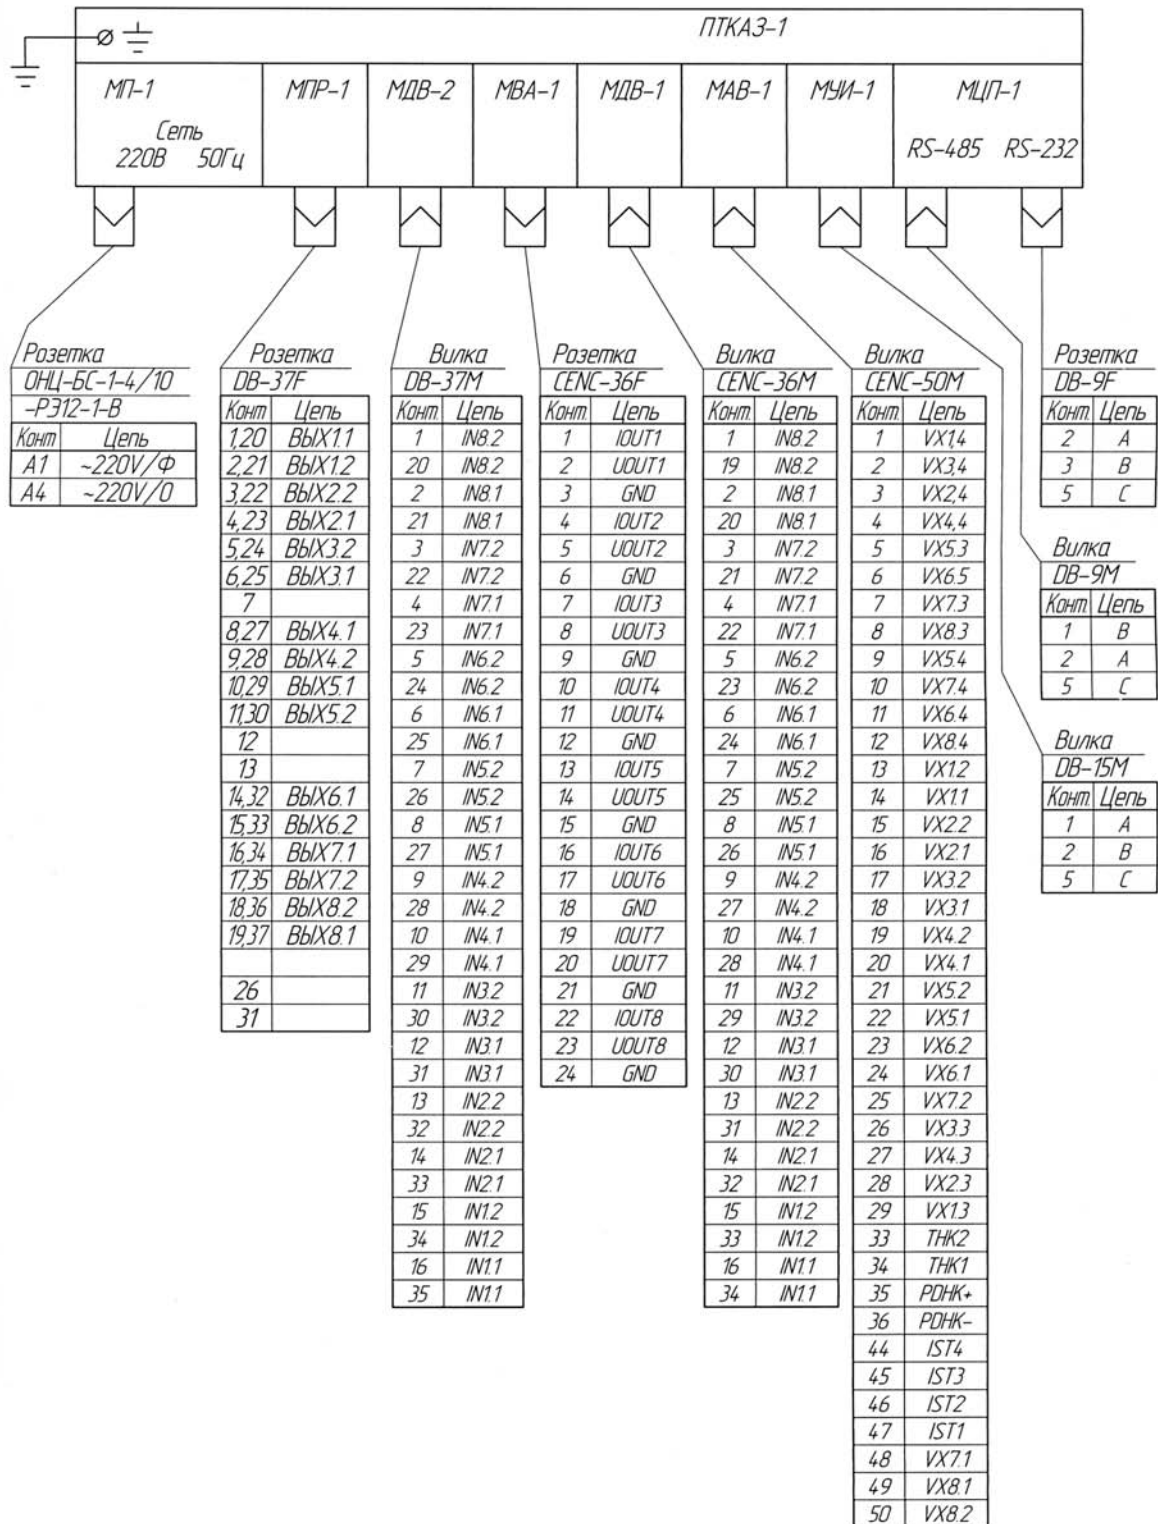 ПТКАЗ-1
МП-1
Сеть
220В 50Гц
МПР-1
МДВ-2
МВА-1
МДВ-1
МАВ-1
МУИ-1
МЦП-1
RS-485 RS-232
Розетка
ОНЦ-БС-1-4/10
-РЭ12-1-В
Конт Цепь
А1 ~220V/Ф
А4 ~220V/0
Розетка
DB-37F
Конт Цепь
1,20 ВЫХ1.1
2,21 ВЫХ1.2
3,22 ВЫХ2.2
4,23 ВЫХ2.1
5,24 ВЫХ3.2
6,25 ВЫХ3.1
7
8,27 ВЫХ4.1
9,28 ВЫХ4.2
10,29 ВЫХ5.1
11,30 ВЫХ5.2
12
13
14,32 ВЫХ6.1
15,33 ВЫХ6.2
16,34 ВЫХ7.1
17,35 ВЫХ7.2
18,36 ВЫХ8.2
19,37 ВЫХ8.1
26
31
Вилка
DB-37M
Конт. Цепь
1 IN8.2
20 IN8.2
2 IN8.1
21 IN8.1
3 IN7.2
22 IN7.2
4 IN7.1
23 IN7.1
5 IN6.2
24 IN6.2
6 IN6.1
25 IN6.1
7 IN5.2
26 IN5.2
8 IN5.1
27 IN5.1
9 IN4.2
28 IN4.2
10 IN4.1
29 IN4.1
11 IN3.2
30 IN3.2
12 IN3.1
31 IN3.1
13 IN2.2
32 IN2.2
14 IN2.1
33 IN2.1
15 IN1.2
34 IN1.2
16 IN1.1
35 IN1.1
Розетка
CENC-36F
Конт. Цепь
1 IOUT1
2 UOUT1
3 GND
4 IOUT2
5 UOUT2
6 GND
7 IOUT3
8 UOUT3
9 GND
10 IOUT4
11 UOUT4
12 GND
13 IOUT5
14 UOUT5
15 GND
16 IOUT6
17 UOUT6
18 GND
19 IOUT7
20 UOUT7
21 GND
22 IOUT8
23 UOUT8
24 GND
Вилка
CENC-36M
Конт. Цепь
1 IN8.2
19 IN8.2
2 IN8.1
20 IN8.1
3 IN7.2
21 IN7.2
4 IN7.1
22 IN7.1
5 IN6.2
23 IN6.2
6 IN6.1
24 IN6.1
7 IN5.2
25 IN5.2
8 IN5.1
26 IN5.1
9 IN4.2
27 IN4.2
10 IN4.1
28 IN4.1
11 IN3.2
29 IN3.2
12 IN3.1
30 IN3.1
13 IN2.2
31 IN2.2
14 IN2.1
32 IN2.1
15 IN1.2
33 IN1.2
16 IN1.1
34 IN1.1
Вилка
CENC-50M
Конт. Цепь
1 VX1,4
2 VX3,4
3 VX2,4
4 VX4,4
5 VX5.3
6 VX6.5
7 VX7.3
8 VX8.3
9 VX5.4
10 VX7.4
11 VX6.4
12 VX8.4
13 VX1.2
14 VX1.1
15 VX2.2
16 VX2.1
17 VX3.2
18 VX3.1
19 VX4.2
20 VX4.1
21 VX5.2
22 VX5.1
23 VX6.2
24 VX6.1
25 VX7.2
26 VX3.3
27 VX4.3
28 VX2.3
29 VX1.3
33 THK2
34 THK1
35 PDHK+
36 PDHK-
44 IST4
45 IST3
46 IST2
47 IST1
48 VX7.1
49 VX8.1
50 VX8.2
Розетка
DB-9F
Конт. Цепь
2 A
3 B
5 C
Вилка
DB-9M
Конт. Цепь
1 B
2 A
5 C
Вилка
DB-15M
Конт. Цепь
1 A
2 B
5 C